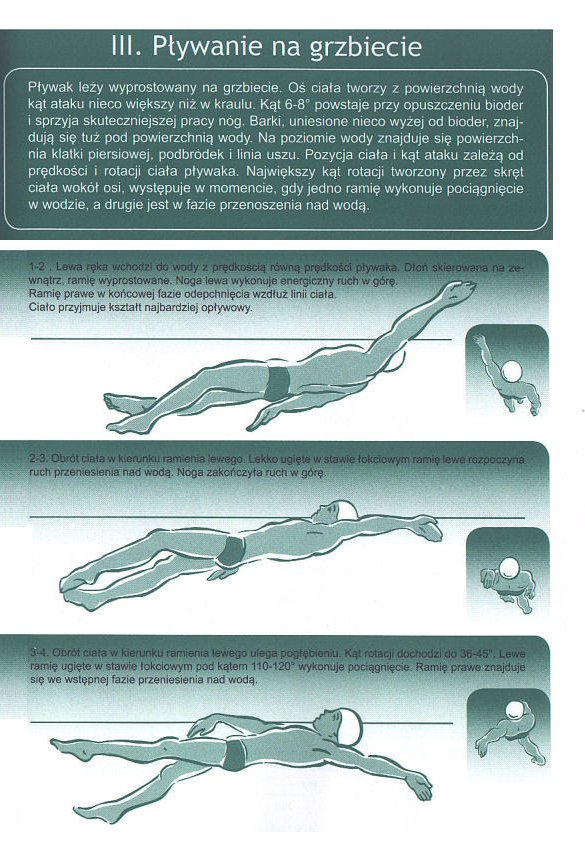 III. Pływanie na grzbiecie
Pływak leży wyprostowany na grzbiecie. Oś ciała tworzy z powierzchnią wody
kąt ataku nieco większy niż w kraulu. Kąt 6-8° powstaje przy opuszczeniu bioder
i sprzyja skuteczniejszej pracy nóg. Barki, uniesione nieco wyżej od bioder, znaj-
dują się tuż pod powierzchnią wody. Na poziomie wody znajduje się powierzch-
nia klatki piersiowej, podbródek i linia uszu. Pozycja ciała i kąt ataku zależą od
prędkości i rotacji ciała pływaka. Największy kąt rotacji tworzony przez skręt
ciała wokół osi, występuje w momencie, gdy jedno ramię wykonuje pociągnięcie
w wodzie, a drugie jest w fazie przenoszenia nad wodą.
1-2 . Lewa ręka wchodzi do wody z prędkością równą prędkości pływaka. Dłoń skierowana na ze-
wnątrz, ramię wyprostowane. Noga lewa wykonuje energiczny ruch w górę.
Ramię prawe w końcowej fazie odepchnięcia wzdłuż linii ciała.
Ciało przyjmuje kształt najbardziej opływowy.
2-3. Obrót ciała w kierunku ramienia lewego. Lekko ugięte w stawie łokciowym ramię lewe rozpoczyna
ruch przeniesienia nad wodą. Noga zakończyła ruch w górę.
3-4. Obrót ciała w kierunku ramienia lewego ulega pogłębieniu. Kąt rotacji dochodzi do 36-45°. Lewe
ramię ugięte w stawie łokciowym pod kątem 110-120° wykonuje pociągnięcie. Ramię prawe znajduje
się we wstępnej fazie przeniesienia nad wodą.